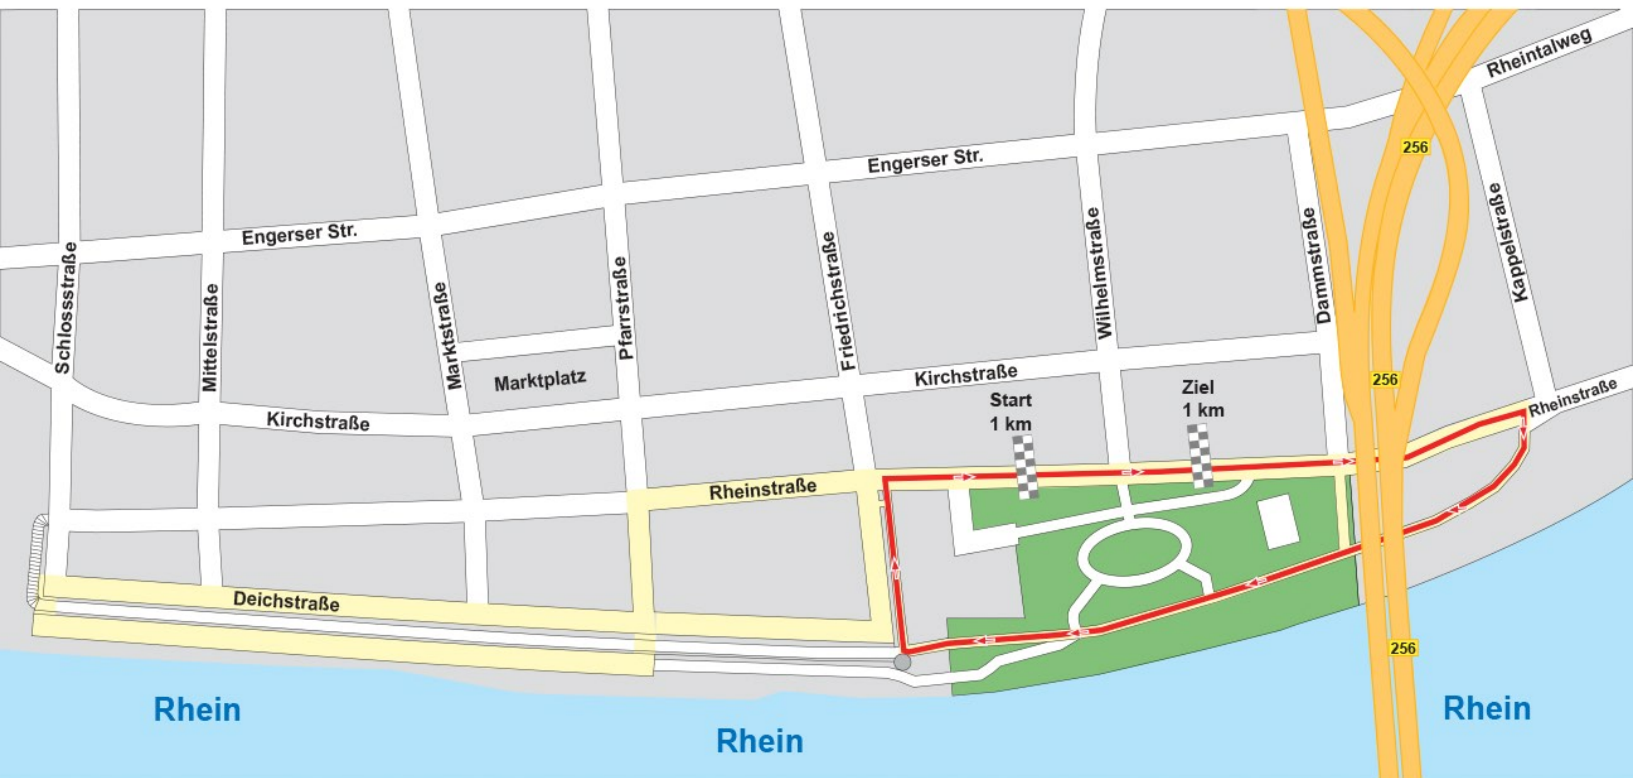 Rheintalweg
256
Engerser Str.
Kappelstraße
Engerser Str.
Schlossstraße
Mittelstraße
Marktstraße
Pfarrstraße
Friedrichstraße
Wilhelmstraße
Dammstraße
Marktplatz
Kirchstraße
256
Kirchstraße
Start
1 km
Ziel
1 km
Rheinstraße
Rheinstraße
Deichstraße
256
Rhein
Rhein
Rhein